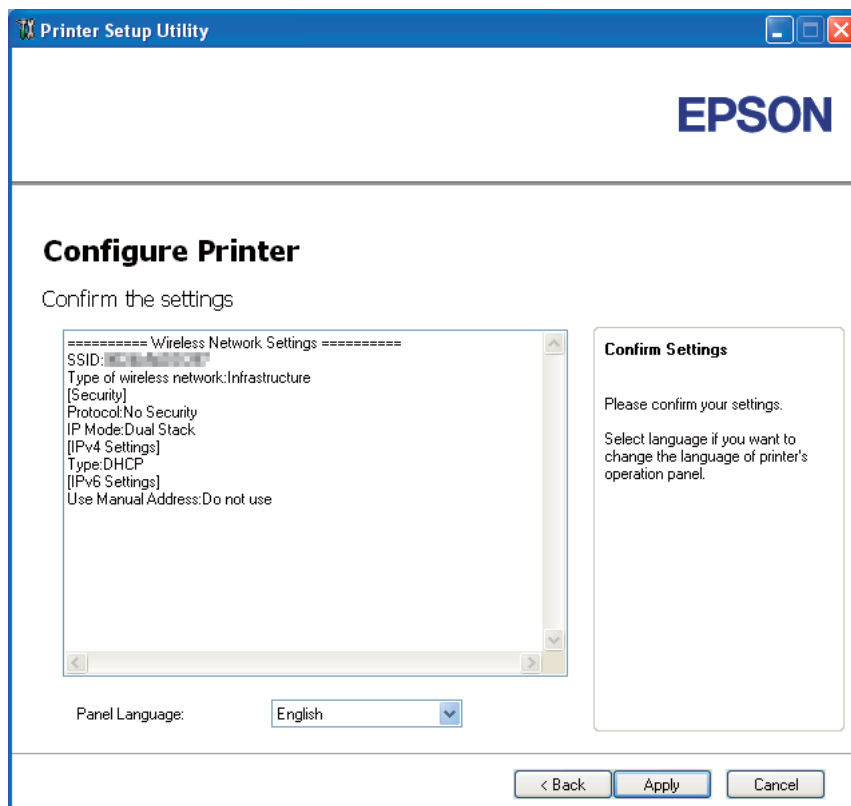 Printer Setup Utility
EPSON
Configure Printer
Confirm the settings
========== Wireless Network Settings ==========
SSID:
Type of wireless network:Infrastructure
[Security]
Protocol:No Security
IP Mode:Dual Stack
[IPv4 Settings]
Type:DHCP
[IPv6 Settings]
Use Manual Address:Do not use
Confirm Settings
Please confirm your settings.
Select language if you want to
change the language of printer's
operation panel.
Panel Language:
English
< Back
Apply
Cancel